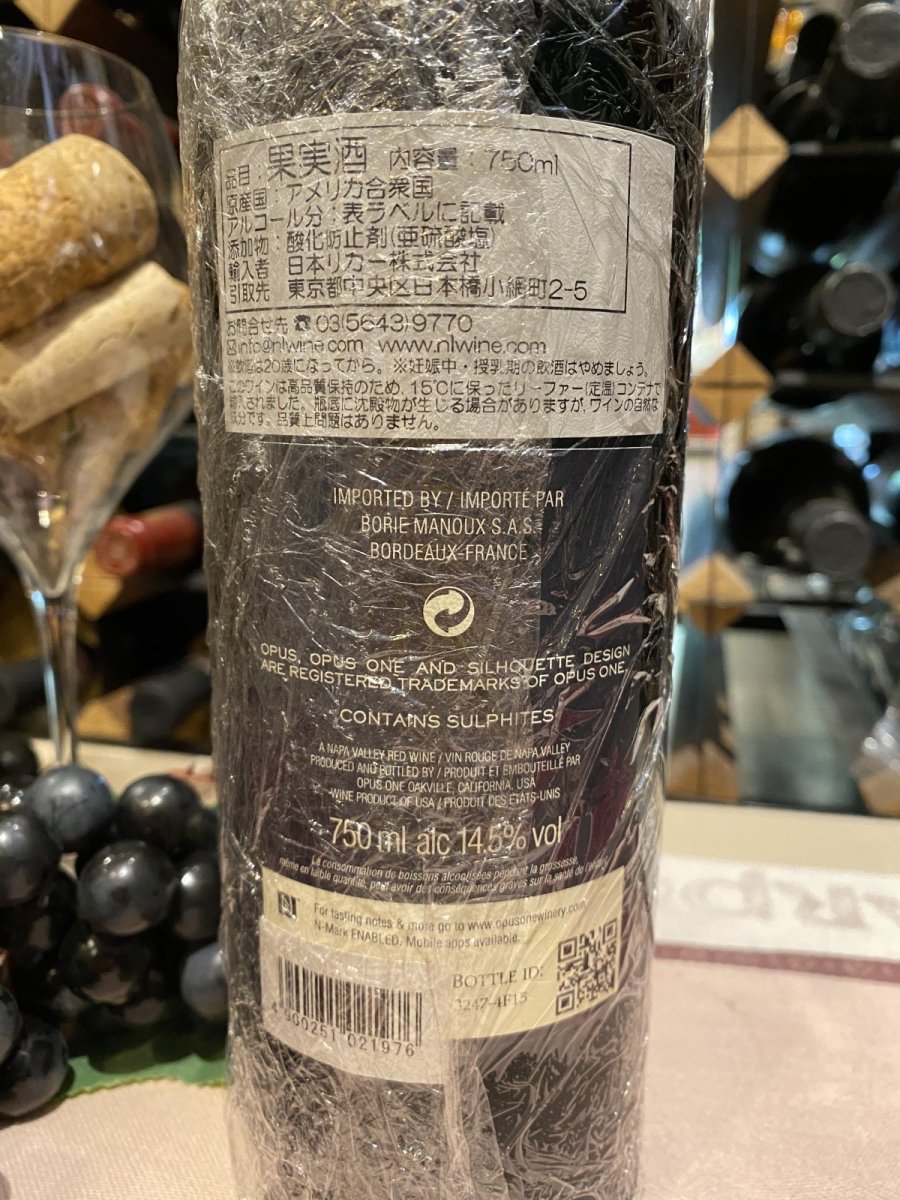 品目：果実酒 内容量：750ml
原産国：アメリカ合衆国
アルコール分：表ラベルに記載
添加物：酸化防止剤(亜硫酸塩)
輸入者 日本リカー株式会社
引取先 東京都中央区日本橋小網町2-5
お問合せ先 ☎ 03(5643)9770
info@nlwine.com www.nlwine.com
飲酒は20歳になってから。※妊娠中・授乳期の飲酒はやめましょう。
このワインは高品質保持のため、15℃に保ったリーファー(定温)コンテナで
輸入されました。瓶底に沈殿物が生じる場合がありますが、ワインの自然な
成分です。品質上問題はありません。
IMPORTED BY / IMPORTÉ PAR
BORIE MANOUX S.A.S.
BORDEAUX-FRANCE
OPUS, OPUS ONE AND SILHOUETTE DESIGN
ARE REGISTERED TRADEMARKS OF OPUS ONE.
CONTAINS SULPHITES
A NAPA VALLEY RED WINE / VIN ROUGE DE NAPA VALLEY
PRODUCED AND BOTTLED BY / PRODUIT ET EMBOUTEILLÉ PAR
OPUS ONE OAKVILLE, CALIFORNIA, USA
WINE PRODUCT OF USA / PRODUIT DES ÉTATS-UNIS
750 ml alc 14.5% vol
La consommation de boissons alcoolisées pendant la grossesse,
même en faible quantité, peut avoir des conséquences graves sur la santé de
For tasting notes & more go to www.opusonewinery.com
N-Mark ENABLED. Mobile apps available.
BOTTLE ID:
3247-4F15
021976